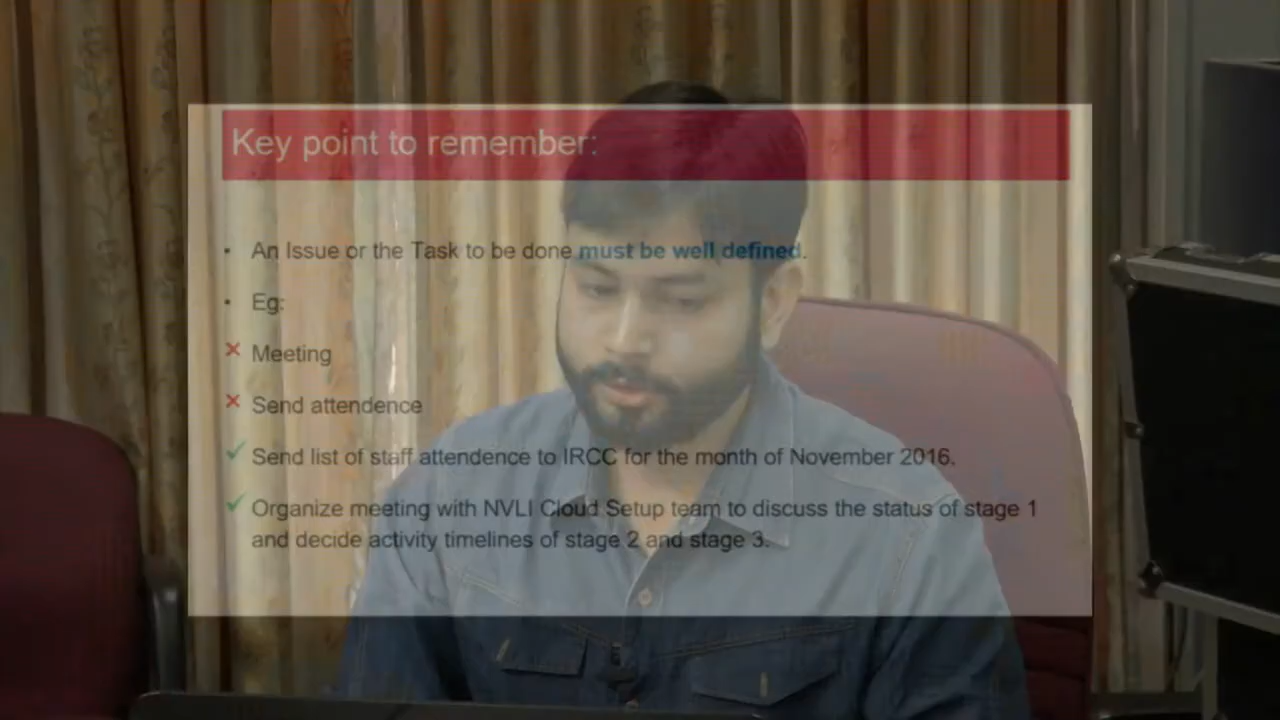 Key point to remember:
• An Issue or the Task to be done must be well defined.
• Eg:
✕ Meeting
✕ Send attendence
✓ Send list of staff attendence to IRCC for the month of November 2016.
✓ Organize meeting with NVLI Cloud Setup team to discuss the status of stage 1
and decide activity timelines of stage 2 and stage 3.